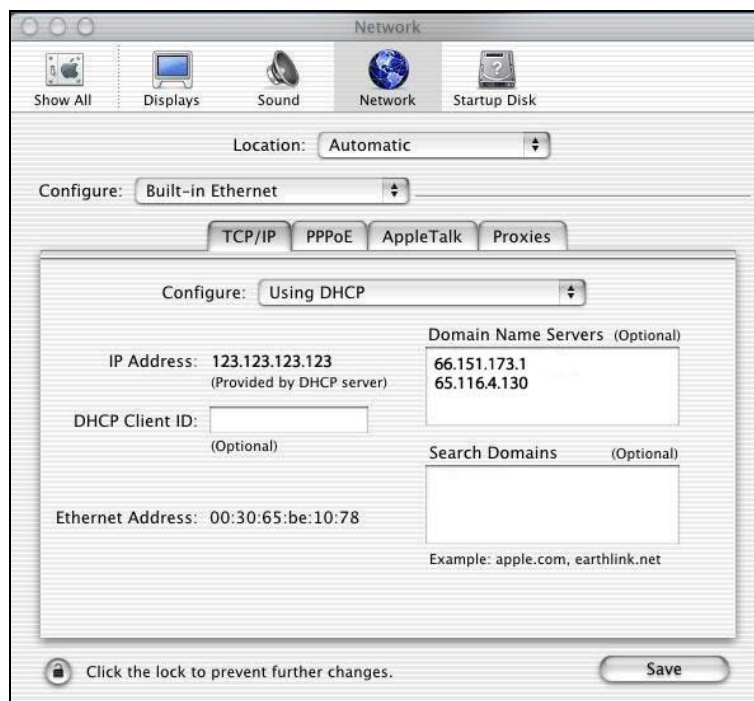 Network
Show All
Displays
Sound
Network
Startup Disk
Location: Automatic
Configure: Built-in Ethernet
TCP/IP
PPPoE
AppleTalk
Proxies
Configure: Using DHCP
Domain Name Servers (Optional)
IP Address: 123.123.123.123
(Provided by DHCP server)
66.151.173.1
65.116.4.130
DHCP Client ID:
(Optional)
Search Domains (Optional)
Ethernet Address: 00:30:65:be:10:78
Example: apple.com, earthlink.net
Click the lock to prevent further changes.
Save